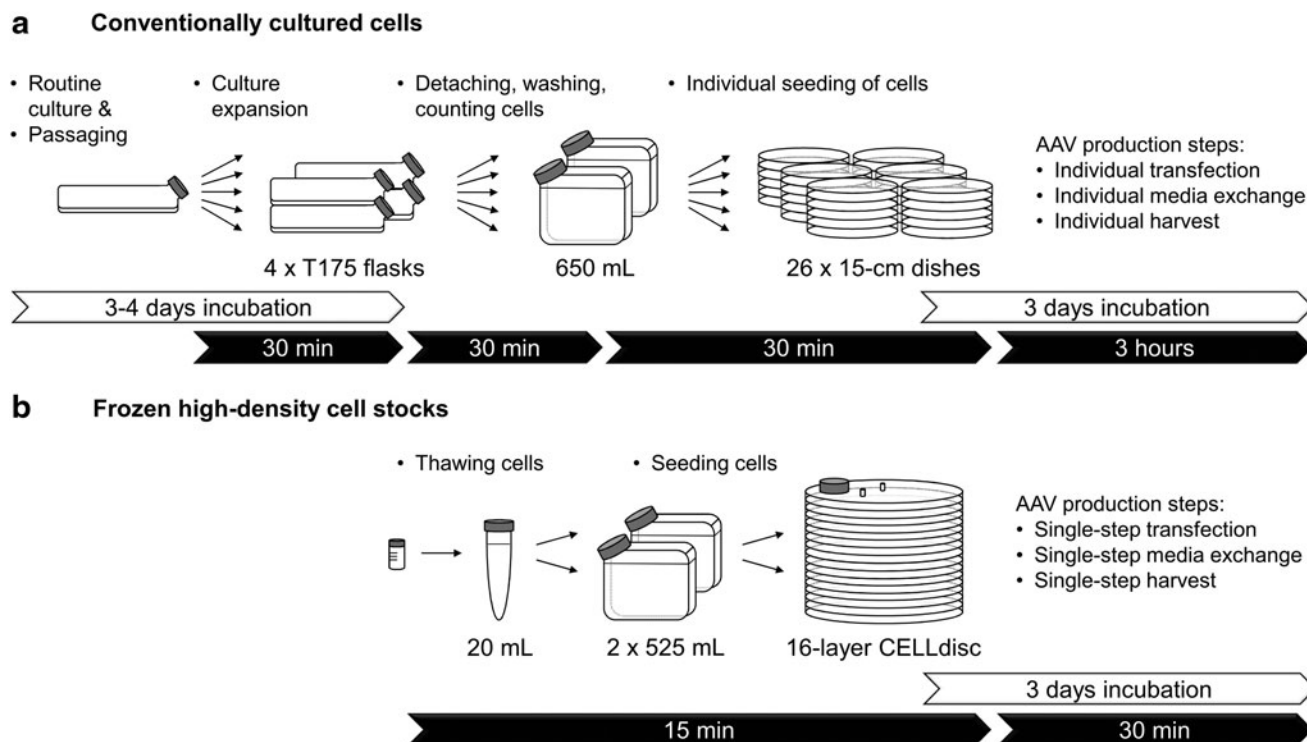 a Conventionally cultured cells
• Routine culture &
• Passaging
• Culture expansion
• Detaching, washing, counting cells
• Individual seeding of cells
AAV production steps:
• Individual transfection
• Individual media exchange
• Individual harvest
4 x T175 flasks
650 mL
26 x 15-cm dishes
3-4 days incubation
3 days incubation
30 min
30 min
30 min
3 hours
b Frozen high-density cell stocks
• Thawing cells
• Seeding cells
AAV production steps:
• Single-step transfection
• Single-step media exchange
• Single-step harvest
20 mL
2 x 525 mL
16-layer CELLdisc
3 days incubation
15 min
30 min